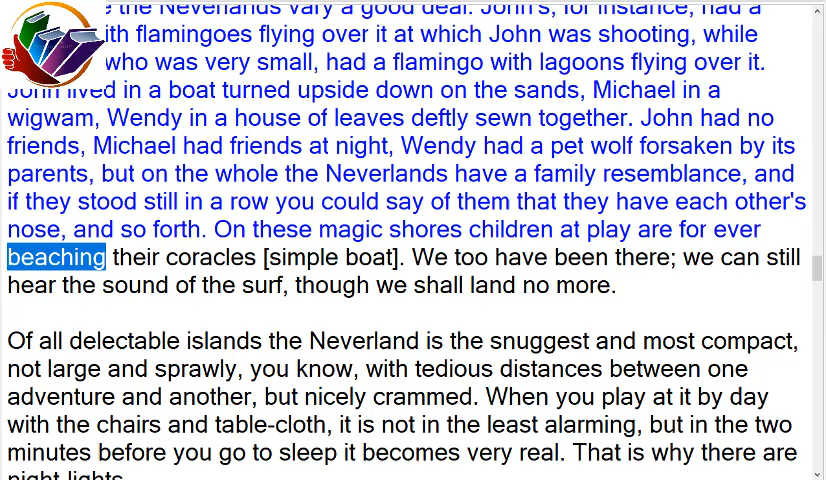 the Neverlands vary a good deal. John's, for instance, had a
ith flamingoes flying over it at which John was shooting, while
who was very small, had a flamingo with lagoons flying over it.
John lived in a boat turned upside down on the sands, Michael in a
wigwam, Wendy in a house of leaves deftly sewn together. John had no
friends, Michael had friends at night, Wendy had a pet wolf forsaken by its
parents, but on the whole the Neverlands have a family resemblance, and
if they stood still in a row you could say of them that they have each other's
nose, and so forth. On these magic shores children at play are for ever
beaching their coracles [simple boat]. We too have been there; we can still
hear the sound of the surf, though we shall land no more.
Of all delectable islands the Neverland is the snuggest and most compact,
not large and sprawly, you know, with tedious distances between one
adventure and another, but nicely crammed. When you play at it by day
with the chairs and table-cloth, it is not in the least alarming, but in the two
minutes before you go to sleep it becomes very real. That is why there are
night-lights.